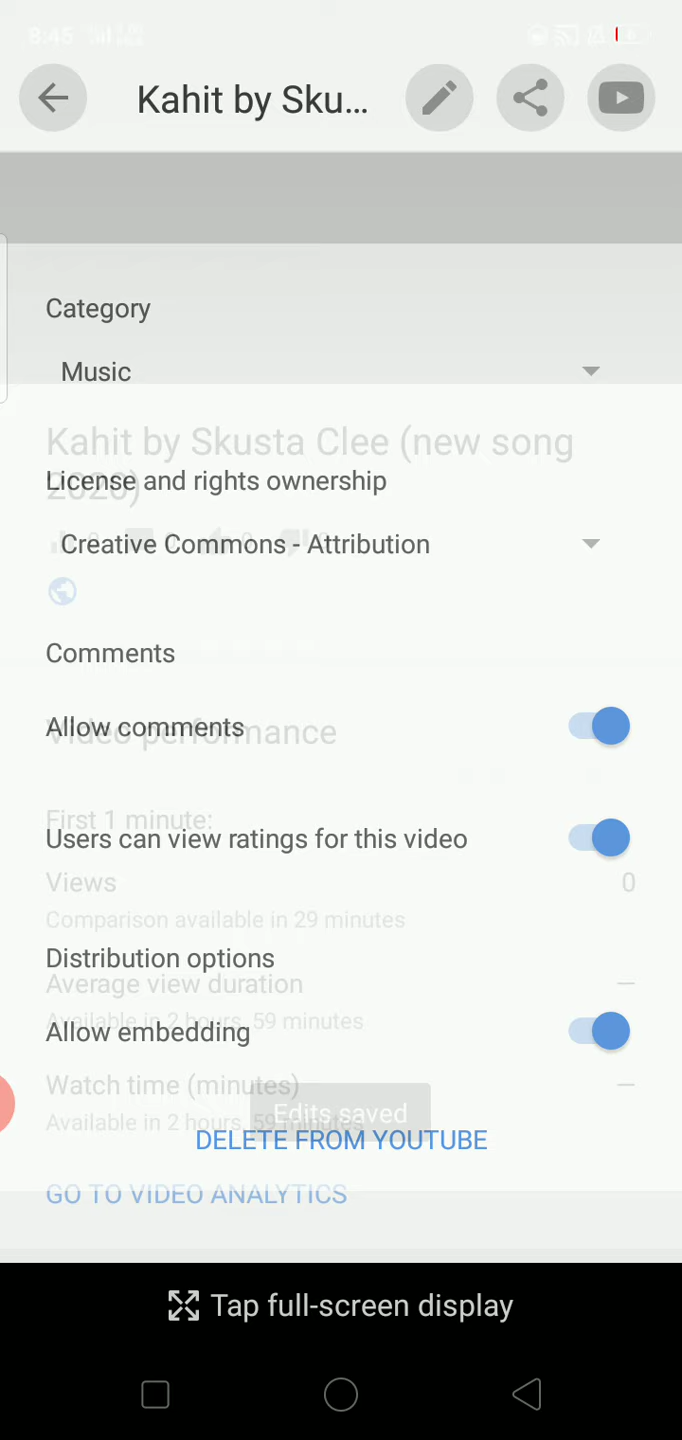 8:45
Kahit by Sku...
Category
Music
Kahit by Skusta Clee (new song
2020)
License and rights ownership
Creative Commons - Attribution
Comments
Allow comments
Video performance
First 1 minute:
Users can view ratings for this video
Views 0
Comparison available in 29 minutes
Distribution options
Average view duration —
Available in 2 hours, 59 minutes
Allow embedding
Watch time (minutes) —
Edits saved
Available in 2 hours, 59 minutes
DELETE FROM YOUTUBE
GO TO VIDEO ANALYTICS
Tap full-screen display